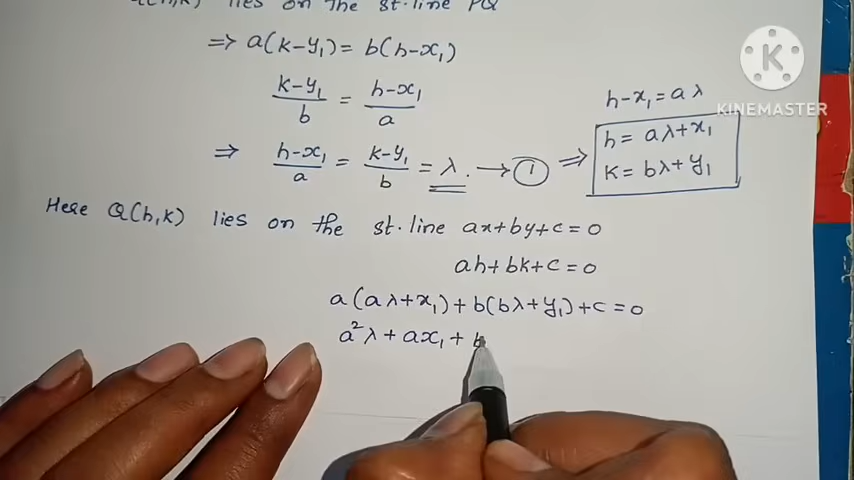 Q(h,k) lies on the st.line PQ
⇒ a(k-y₁) = b(h-x₁)
(k-y₁)/b = (h-x₁)/a
⇒ (h-x₁)/a = (k-y₁)/b = λ. → ①
⇒ h-x₁ = aλ
h = aλ+x₁
k = bλ+y₁
Here Q(h,k) lies on the st.line ax+by+c=0
ah+bk+c=0
a(aλ+x₁)+b(bλ+y₁)+c=0
a²λ+ax₁+b
K
KINEMASTER